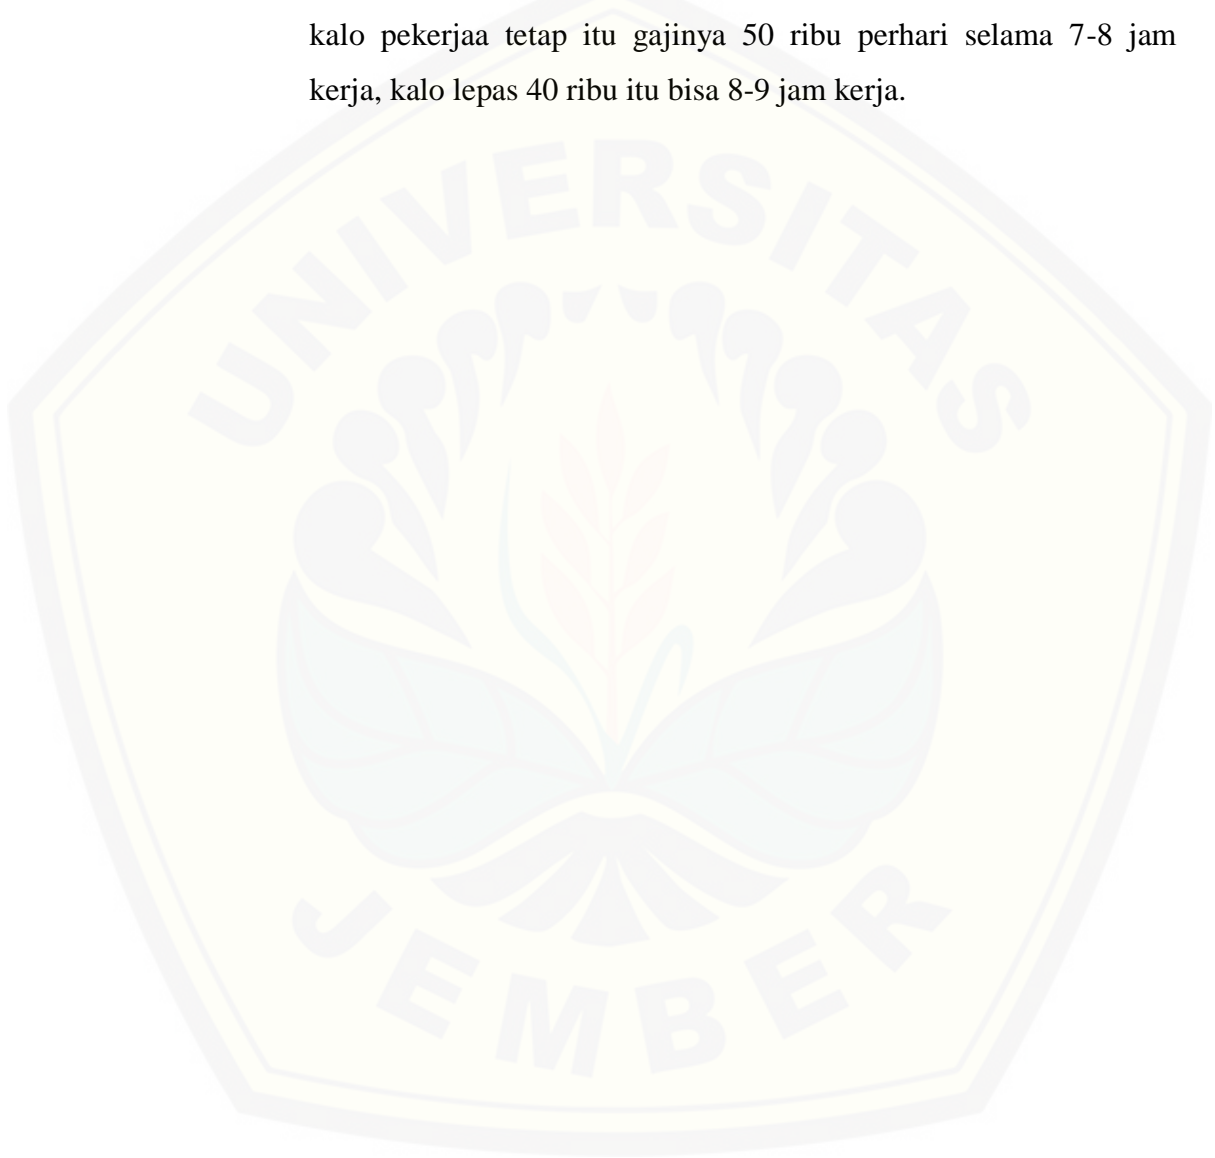 kalo pekerjaa tetap itu gajinya 50 ribu perhari selama 7-8 jam
kerja, kalo lepas 40 ribu itu bisa 8-9 jam kerja.
UNIVERSITAS
JEMBER